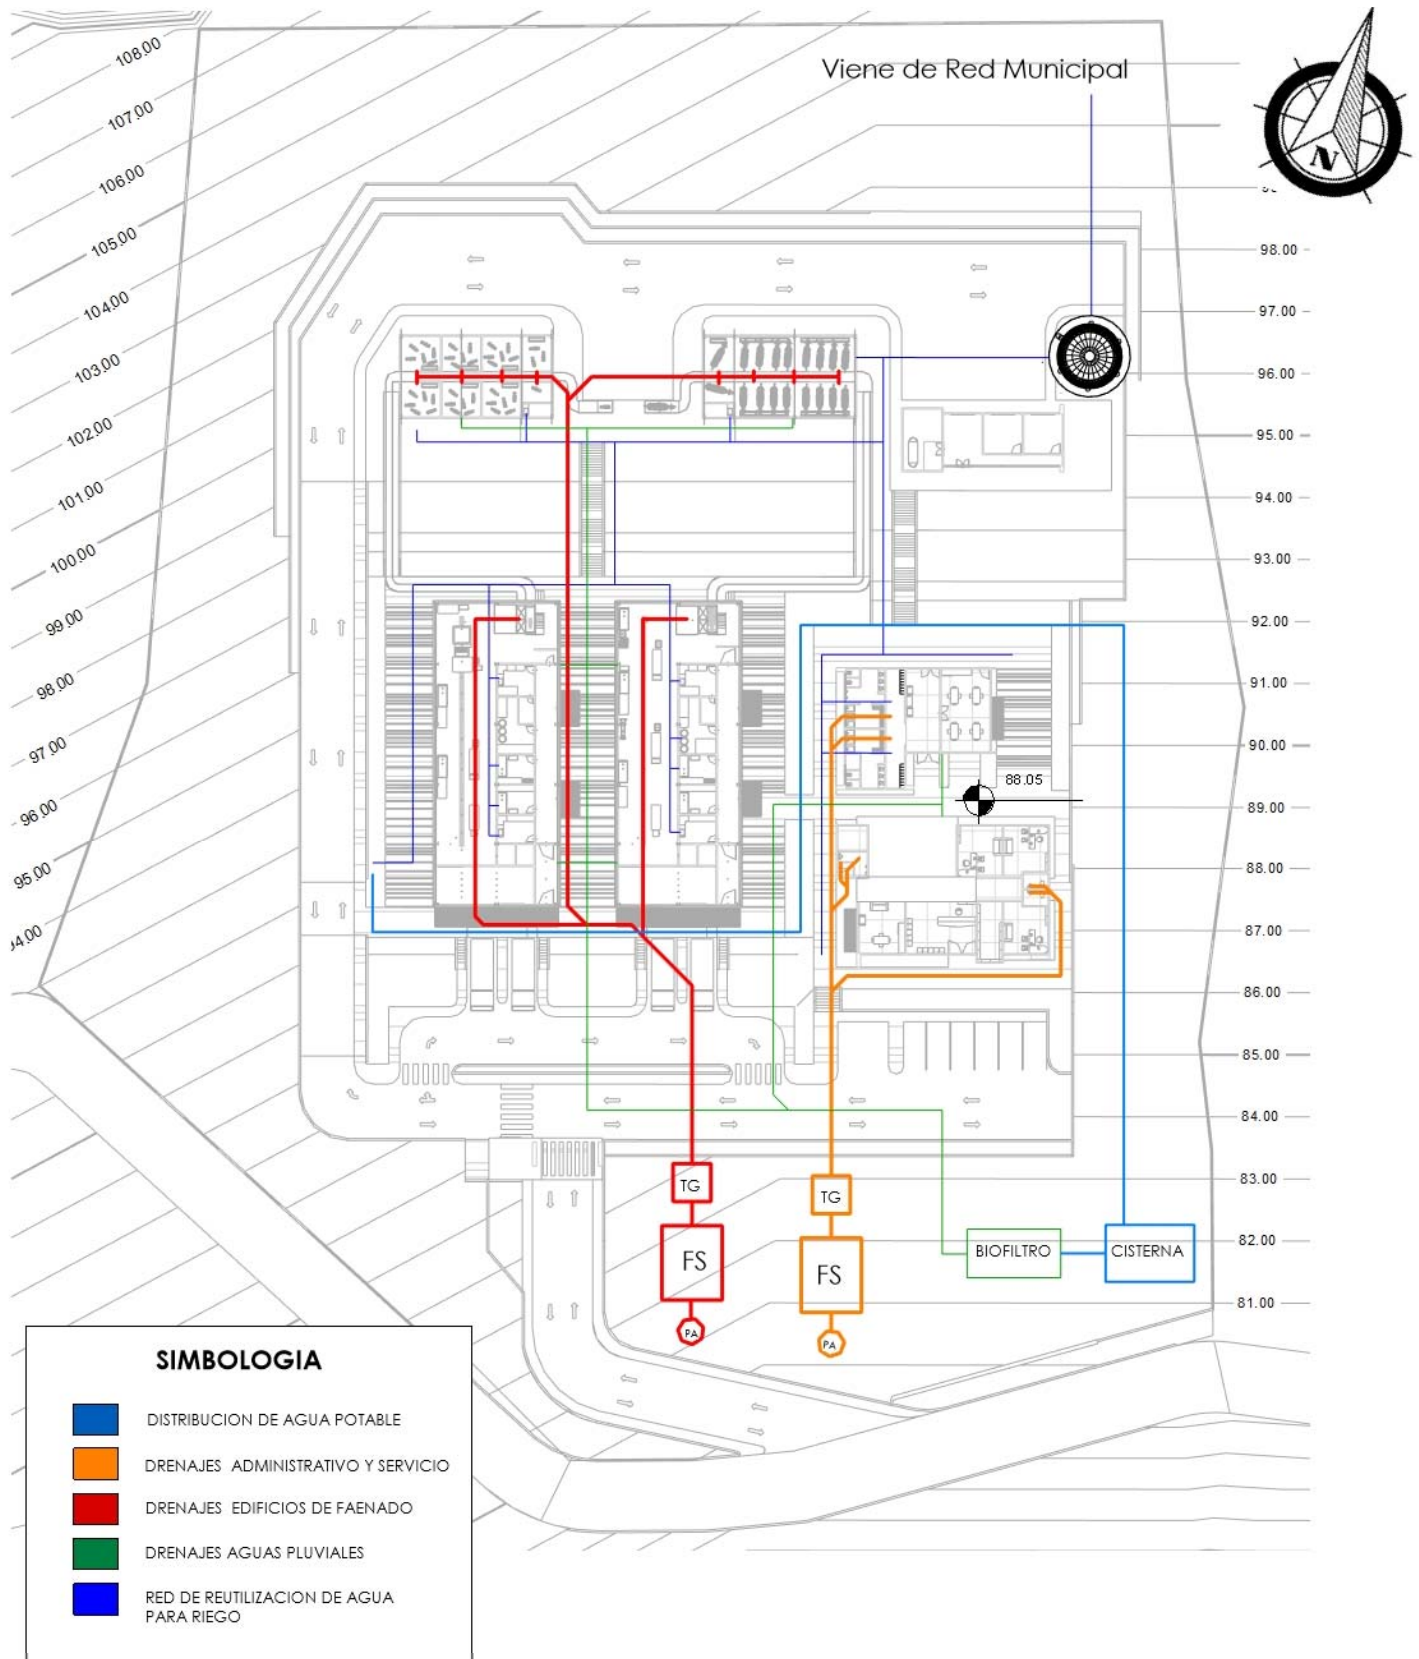 Viene de Red Municipal
N
108.00
107.00
106.00
105.00
104.00
103.00
102.00
101.00
100.00
99.00
98.00
97.00
96.00
95.00
98.00
97.00
96.00
95.00
94.00
93.00
92.00
91.00
90.00
89.00
88.00
87.00
86.00
85.00
84.00
83.00
82.00
81.00
88.05
TG
TG
FS
FS
PA
PA
BIOFILTRO
CISTERNA
SIMBOLOGIA
DISTRIBUCION DE AGUA POTABLE
DRENAJES ADMINISTRATIVO Y SERVICIO
DRENAJES EDIFICIOS DE FAENADO
DRENAJES AGUAS PLUVIALES
RED DE REUTILIZACION DE AGUA
PARA RIEGO